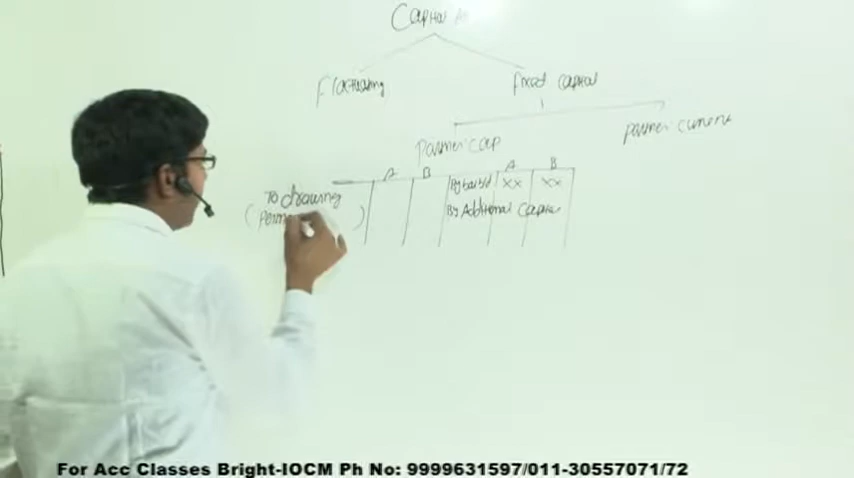 Capital A
Fluctuating
fixed capital
partner cap
partner current
A B A B
To drawing
By bal b/d XX XX
(Perm )
By Additional Capital
For Acc Classes Bright-IOCM Ph No: 9999631597/011-30557071/72